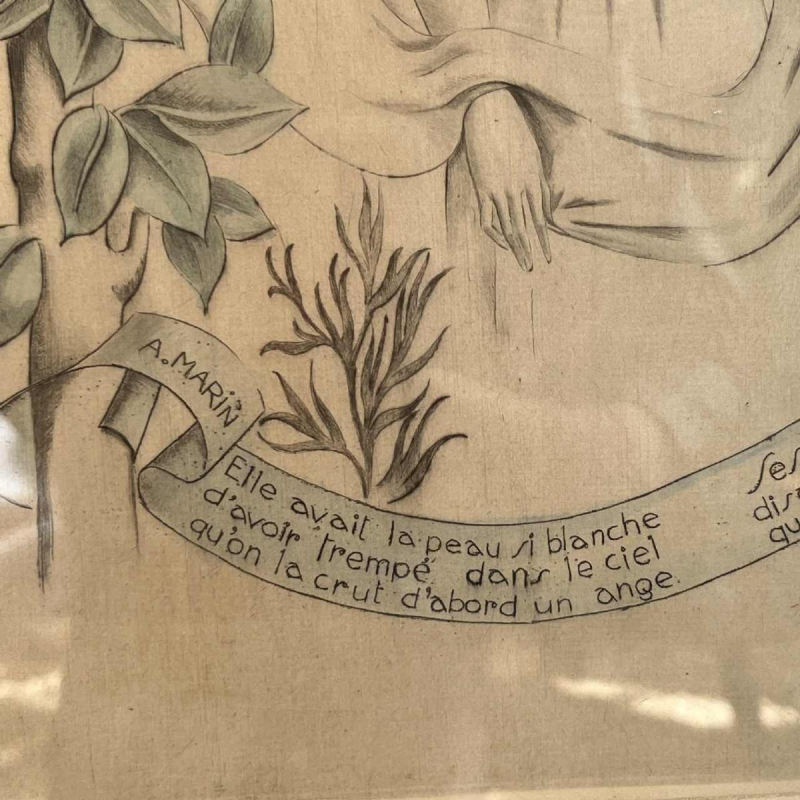 A. MARIN
Elle avait la peau si blanche
d'avoir trempé dans le ciel
qu'on la crut d'abord un ange.